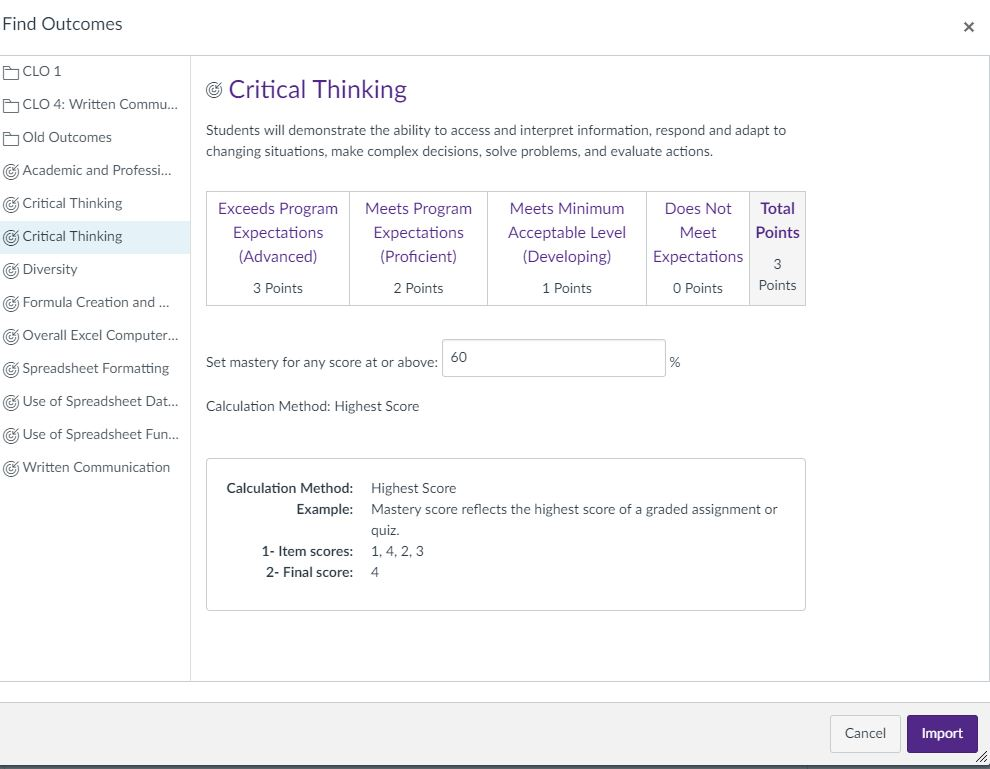 Find Outcomes
×
CLO 1
CLO 4: Written Commu...
Old Outcomes
Academic and Professi...
Critical Thinking
Critical Thinking
Diversity
Formula Creation and ...
Overall Excel Computer...
Spreadsheet Formatting
Use of Spreadsheet Dat...
Use of Spreadsheet Fun...
Written Communication
Critical Thinking
Students will demonstrate the ability to access and interpret information, respond and adapt to
changing situations, make complex decisions, solve problems, and evaluate actions.
Exceeds Program
Expectations
(Advanced)
3 Points
Meets Program
Expectations
(Proficient)
2 Points
Meets Minimum
Acceptable Level
(Developing)
1 Points
Does Not
Meet
Expectations
0 Points
Total
Points
3
Points
Set mastery for any score at or above: 60 %
Calculation Method: Highest Score
Calculation Method: Highest Score
Example: Mastery score reflects the highest score of a graded assignment or
quiz.
1- Item scores: 1, 4, 2, 3
2- Final score: 4
Cancel
Import